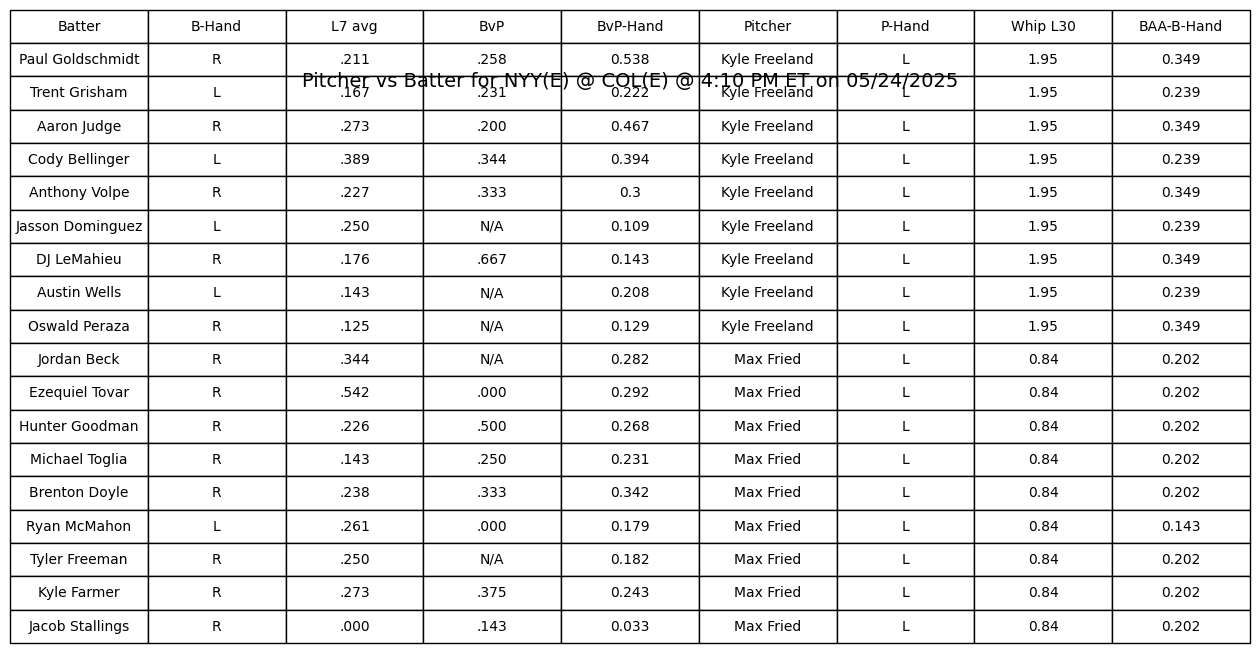 Batter B-Hand L7 avg BvP BvP-Hand Pitcher P-Hand Whip L30 BAA-B-Hand
Paul Goldschmidt R .211 .258 0.538 Kyle Freeland L 1.95 0.349
Pitcher vs Batter for NYY(E) @ COL(E) @ 4:10 PM ET on 05/24/2025
Trent Grisham L .167 .231 0.222 Kyle Freeland L 1.95 0.239
Aaron Judge R .273 .200 0.467 Kyle Freeland L 1.95 0.349
Cody Bellinger L .389 .344 0.394 Kyle Freeland L 1.95 0.239
Anthony Volpe R .227 .333 0.3 Kyle Freeland L 1.95 0.349
Jasson Dominguez L .250 N/A 0.109 Kyle Freeland L 1.95 0.239
DJ LeMahieu R .176 .667 0.143 Kyle Freeland L 1.95 0.349
Austin Wells L .143 N/A 0.208 Kyle Freeland L 1.95 0.239
Oswald Peraza R .125 N/A 0.129 Kyle Freeland L 1.95 0.349
Jordan Beck R .344 N/A 0.282 Max Fried L 0.84 0.202
Ezequiel Tovar R .542 .000 0.292 Max Fried L 0.84 0.202
Hunter Goodman R .226 .500 0.268 Max Fried L 0.84 0.202
Michael Toglia R .143 .250 0.231 Max Fried L 0.84 0.202
Brenton Doyle R .238 .333 0.342 Max Fried L 0.84 0.202
Ryan McMahon L .261 .000 0.179 Max Fried L 0.84 0.143
Tyler Freeman R .250 N/A 0.182 Max Fried L 0.84 0.202
Kyle Farmer R .273 .375 0.243 Max Fried L 0.84 0.202
Jacob Stallings R .000 .143 0.033 Max Fried L 0.84 0.202